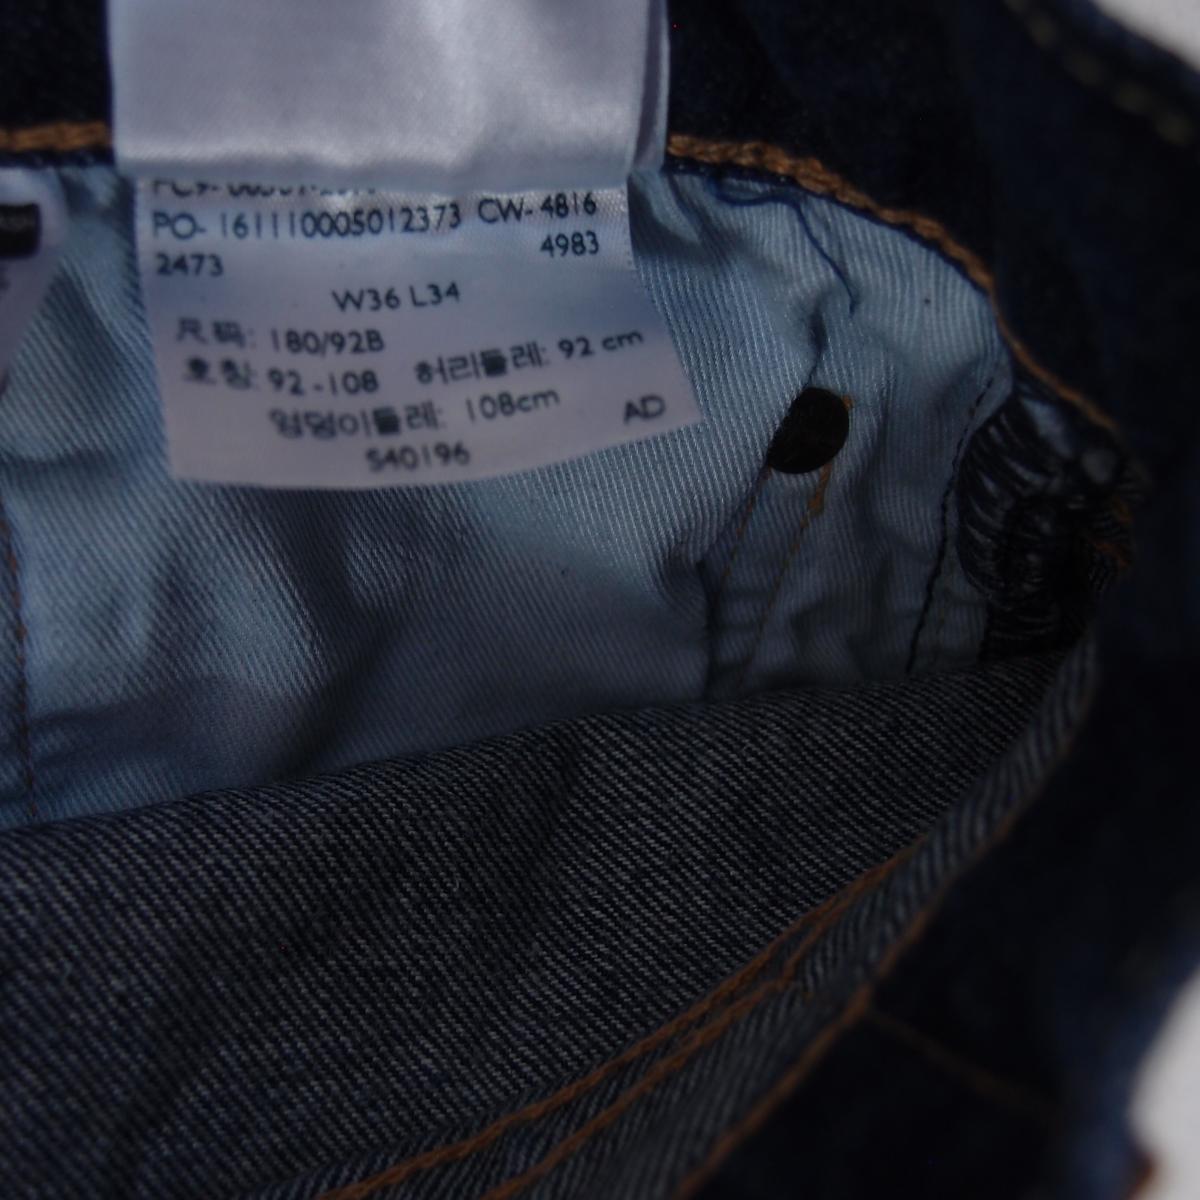 PO- 161110005012373 CW- 4816
2473 4983
W36 L34
尺码: 180/92B
호칭: 92 -108 허리둘레: 92 cm
엉덩이둘레: 108cm AD
S40196